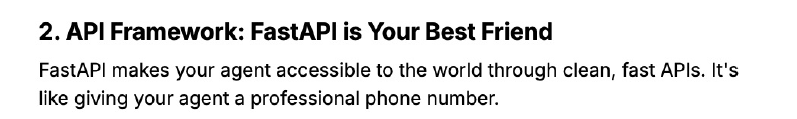 2. API Framework: FastAPI is Your Best Friend
FastAPI makes your agent accessible to the world through clean, fast APIs. It's
like giving your agent a professional phone number.